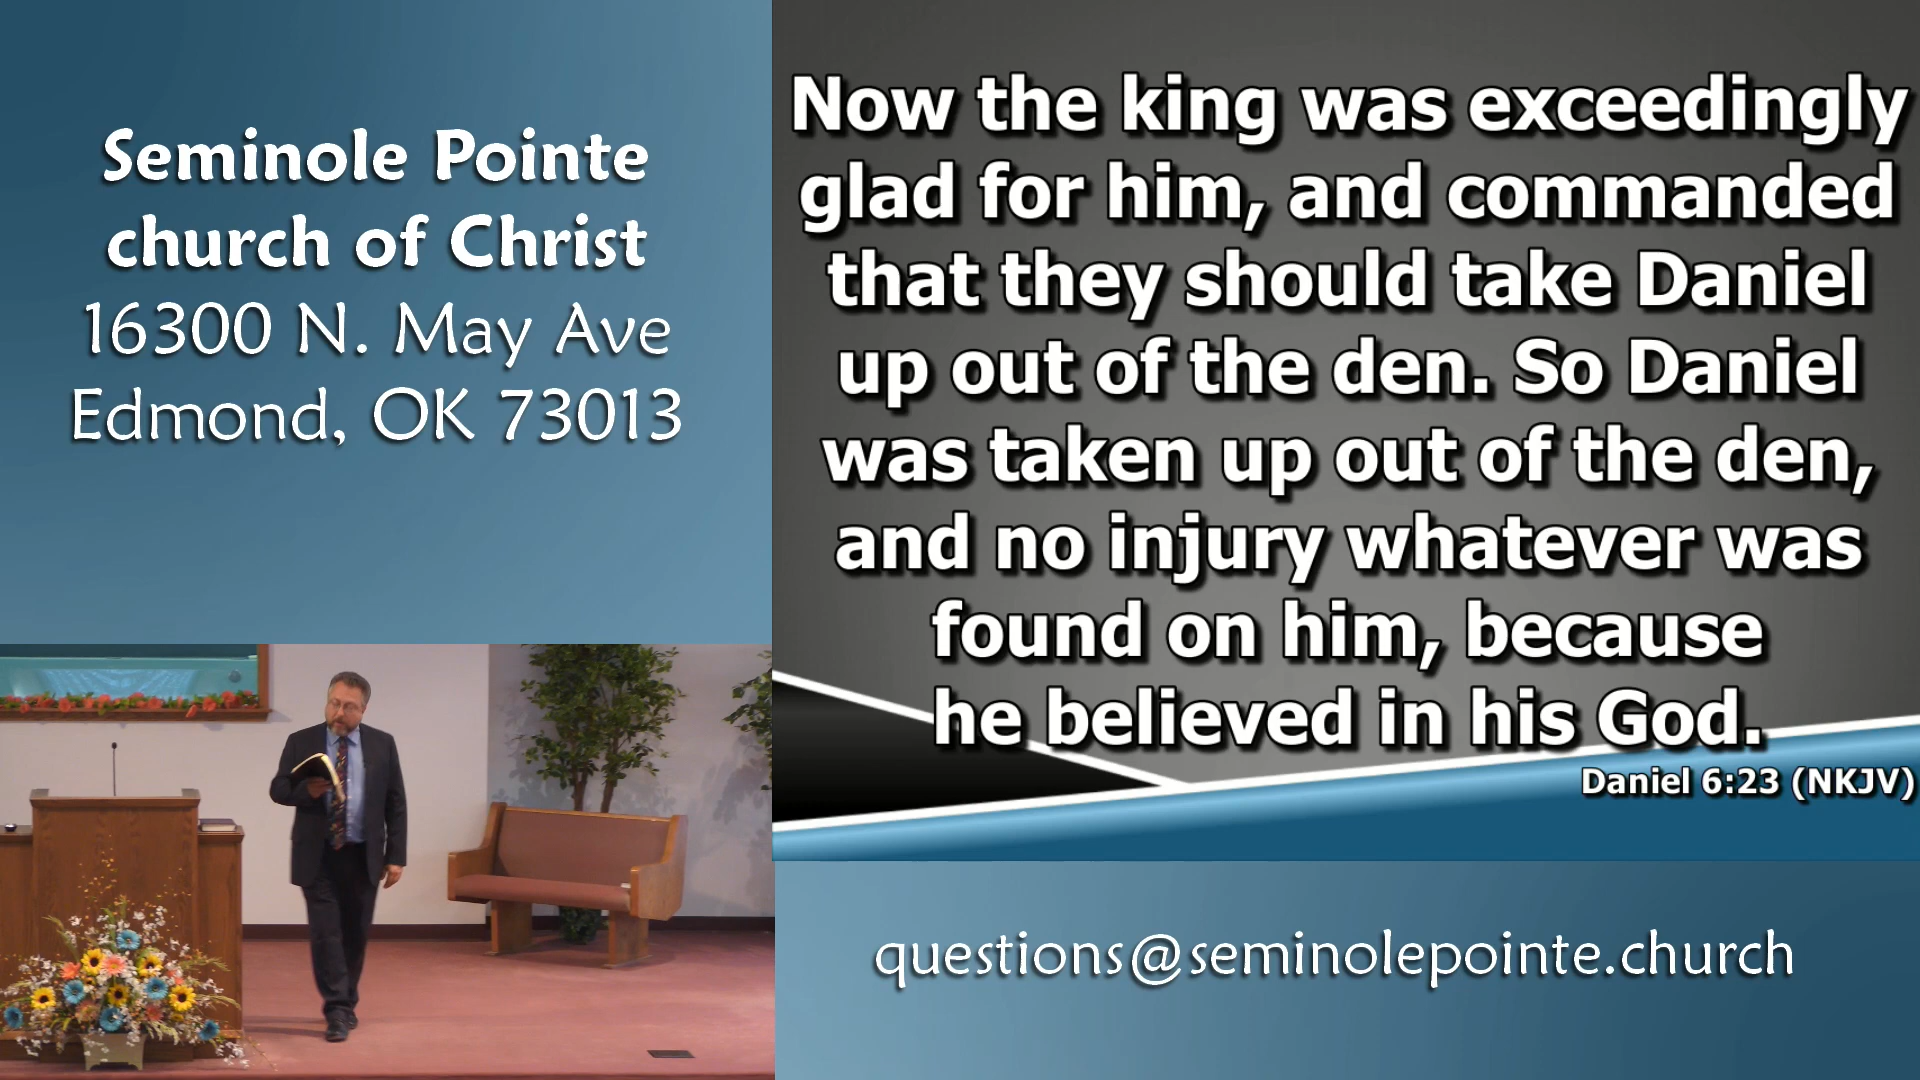 Seminole Pointe
church of Christ
16300 N. May Ave
Edmond, OK 73013
Now the king was exceedingly
glad for him, and commanded
that they should take Daniel
up out of the den. So Daniel
was taken up out of the den,
and no injury whatever was
found on him, because
he believed in his God.
Daniel 6:23 (NKJV)
questions@seminolepointe.church